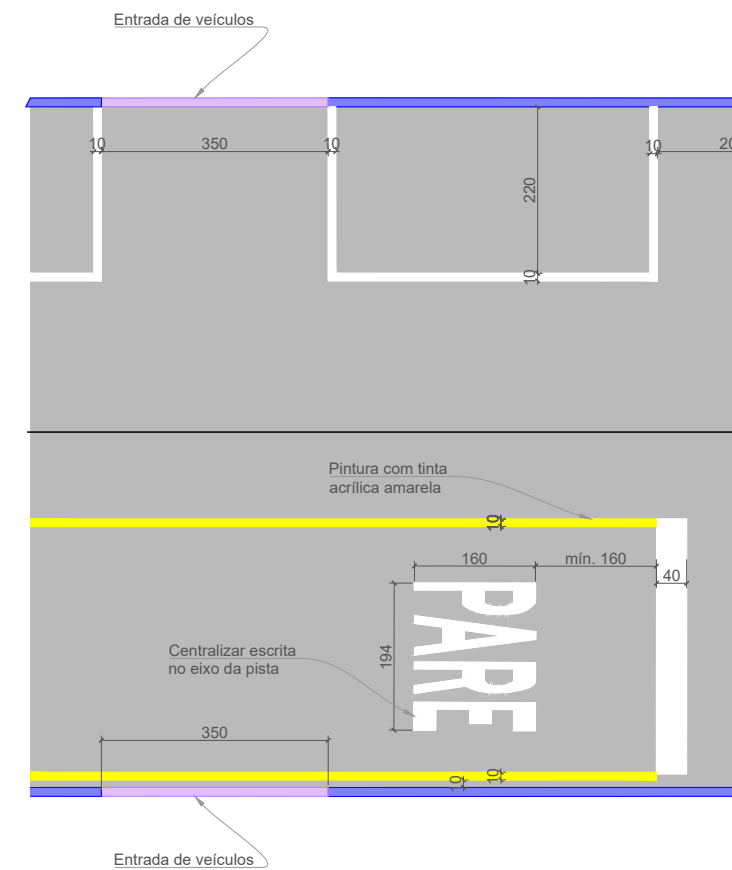 Entrada de veículos
10
350
10
10
20
220
10
Pintura com tinta
acrílica amarela
10
160
mín. 160
40
194
PARE
Centralizar escrita
no eixo da pista
350
10
10
Entrada de veículos